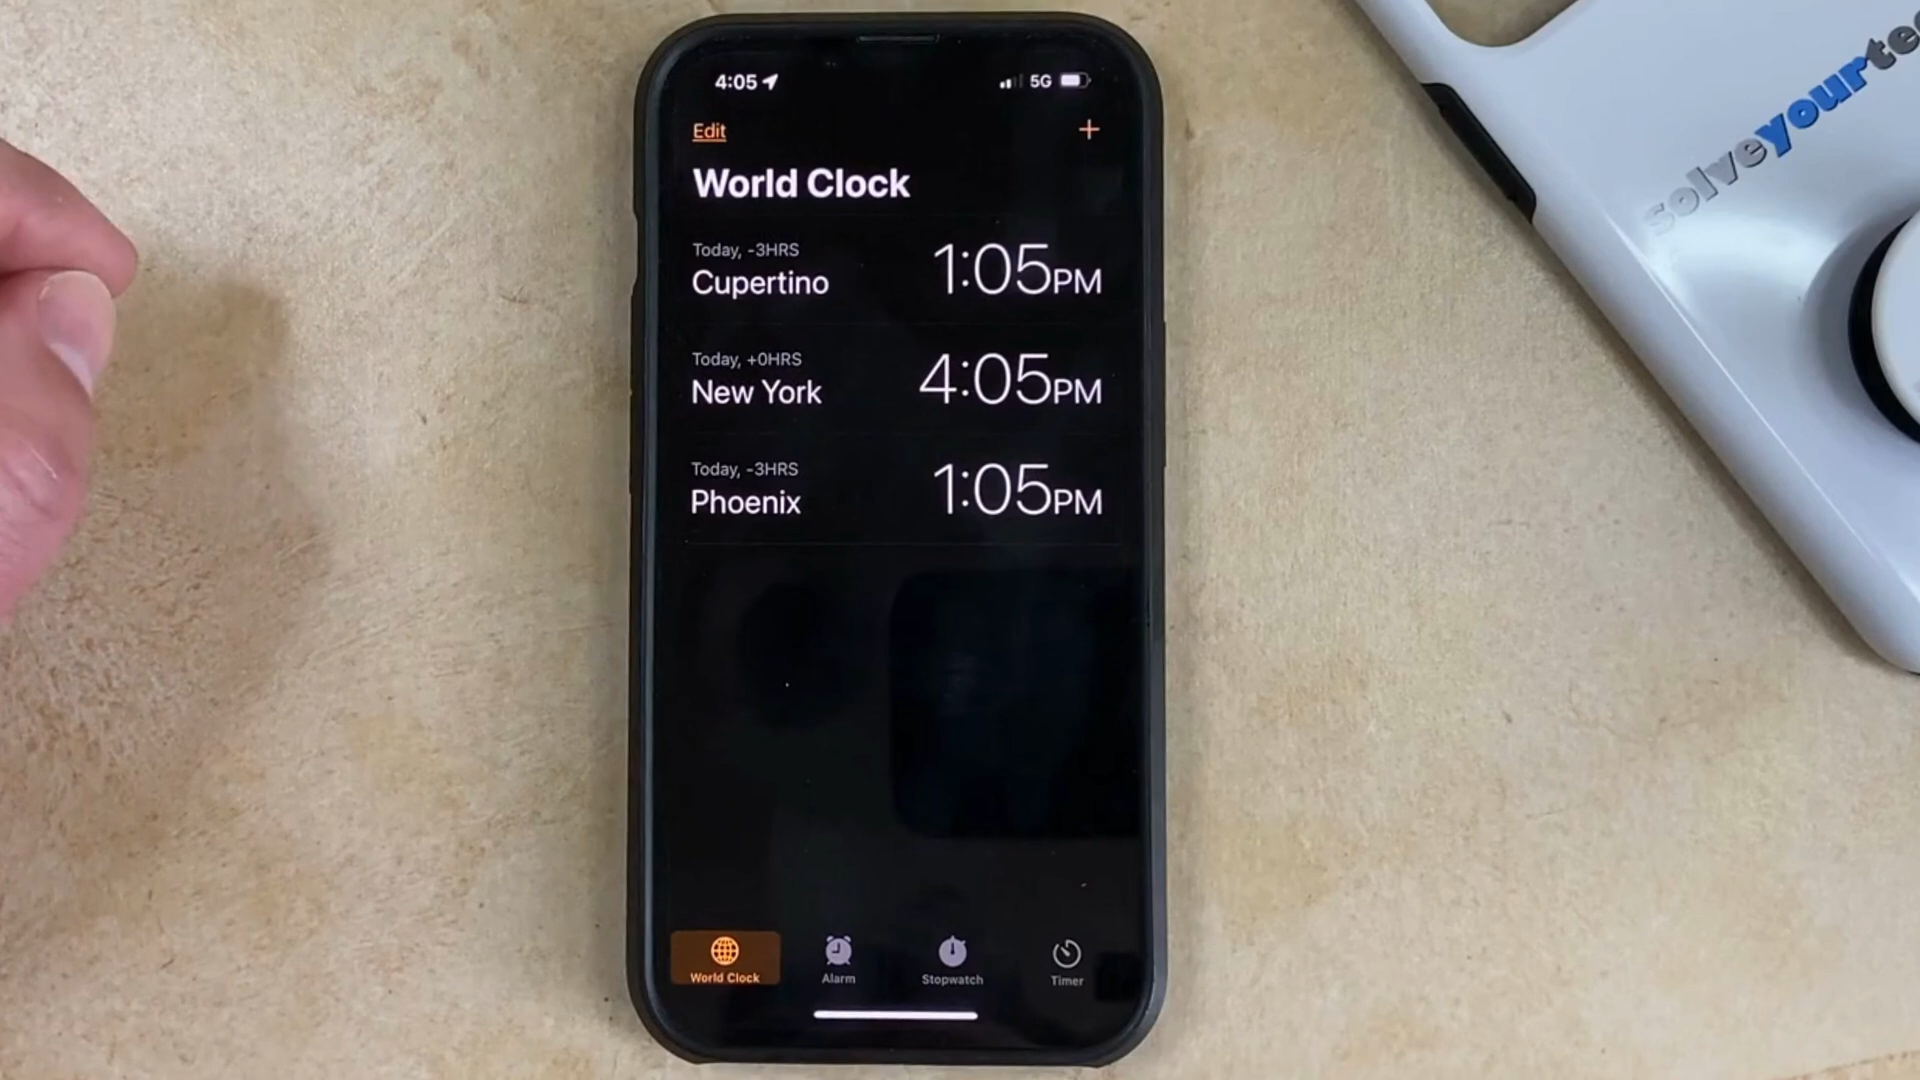 4:05
5G
Edit
+
World Clock
Today, -3HRS
Cupertino
1:05PM
Today, +0HRS
New York
4:05PM
Today, -3HRS
Phoenix
1:05PM
World Clock
Alarm
Stopwatch
Timer
solveyourte